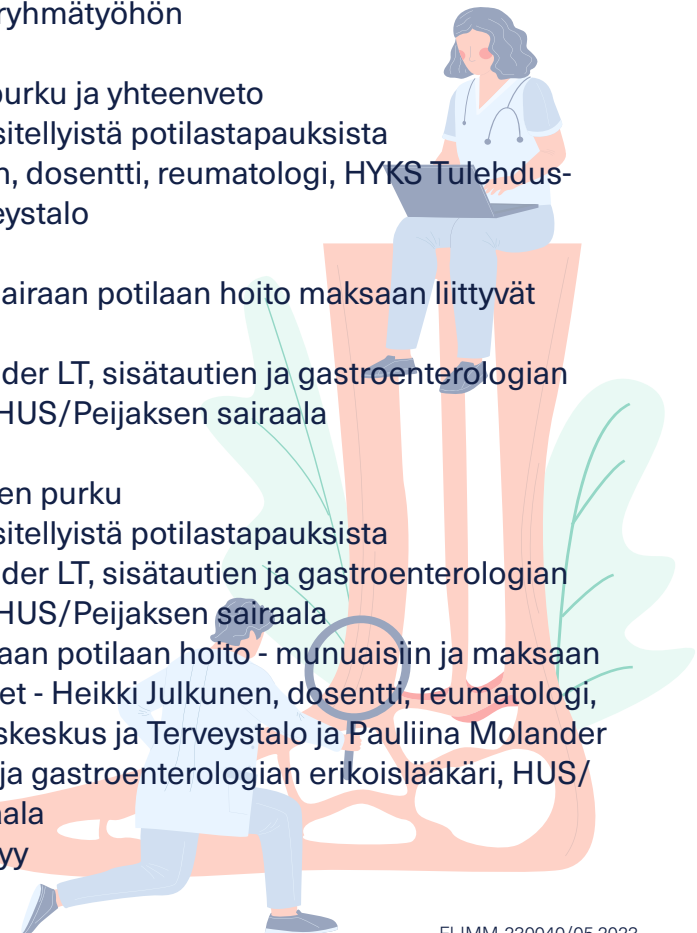 ryhmätyöhön
purku ja yhteenveto
sitellyistä potilastapauksista
n, dosentti, reumatologi, HYKS Tulehdus-
eystalo
airaan potilaan hoito maksaan liittyvät
der LT, sisätautien ja gastroenterologian
HUS/Peijaksen sairaala
en purku
sitellyistä potilastapauksista
der LT, sisätautien ja gastroenterologian
HUS/Peijaksen sairaala
aan potilaan hoito - munuaisiin ja maksaan
et - Heikki Julkunen, dosentti, reumatologi,
skeskus ja Terveystalo ja Pauliina Molander
ja gastroenterologian erikoislääkäri, HUS/
aala
yy